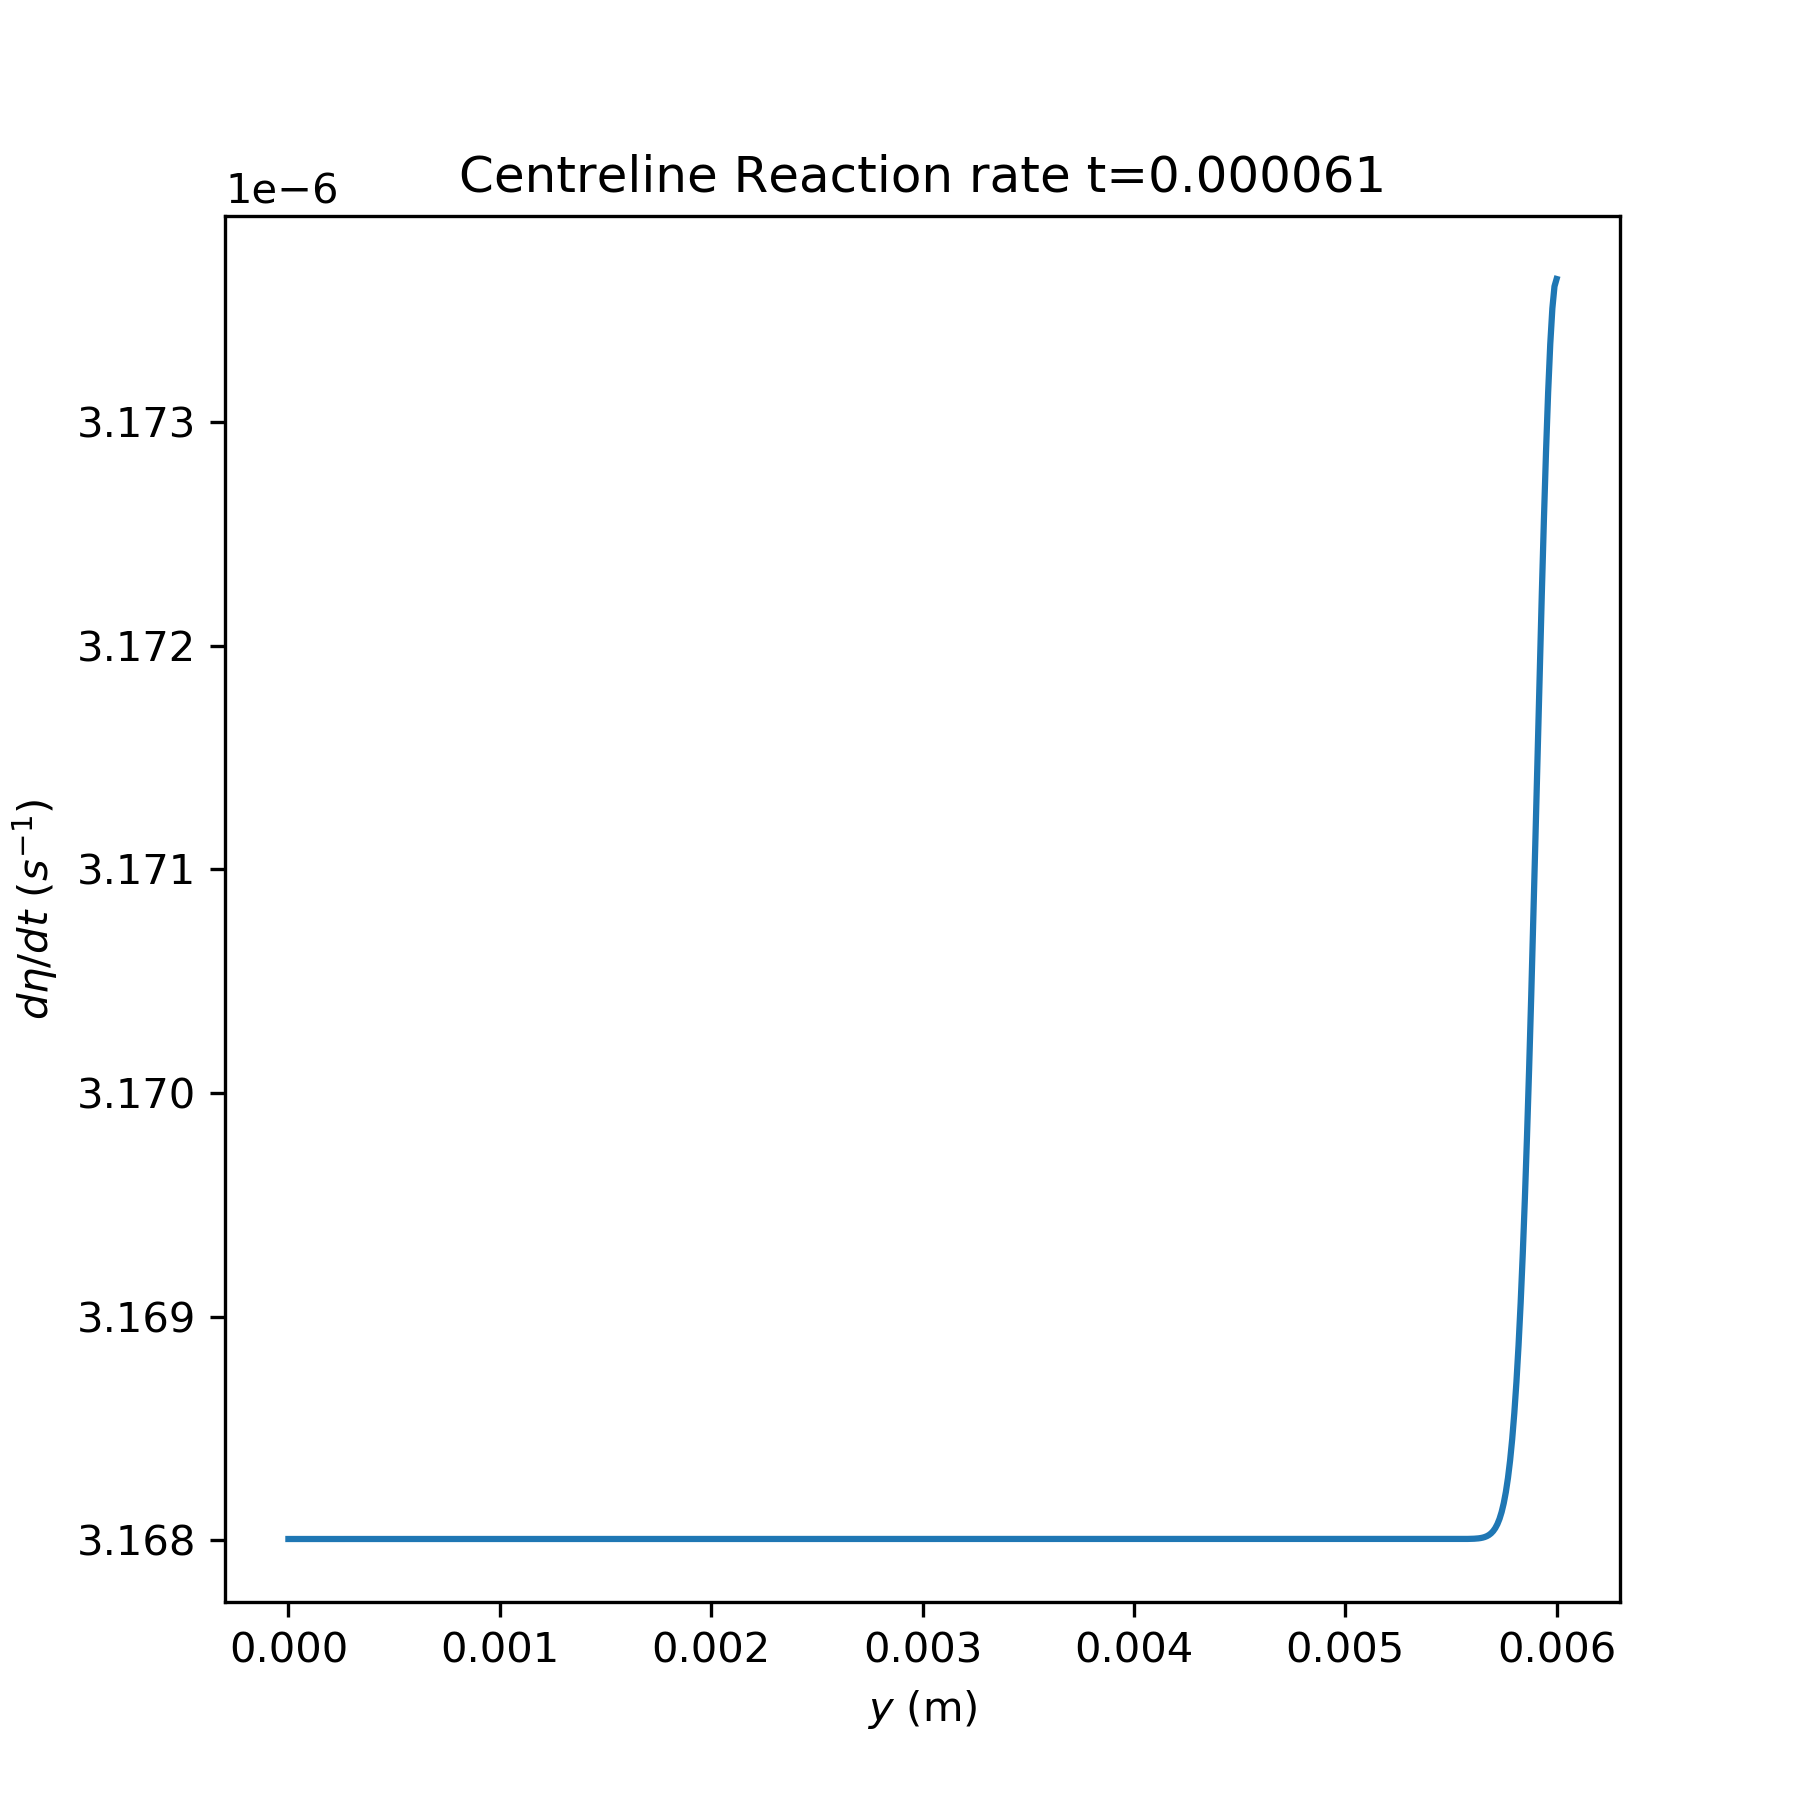 Centreline Reaction rate t=0.000061
1e−6
3.173
3.172
3.171
3.170
3.169
3.168
dη/dt (s⁻¹)
0.000 0.001 0.002 0.003 0.004 0.005 0.006
y (m)